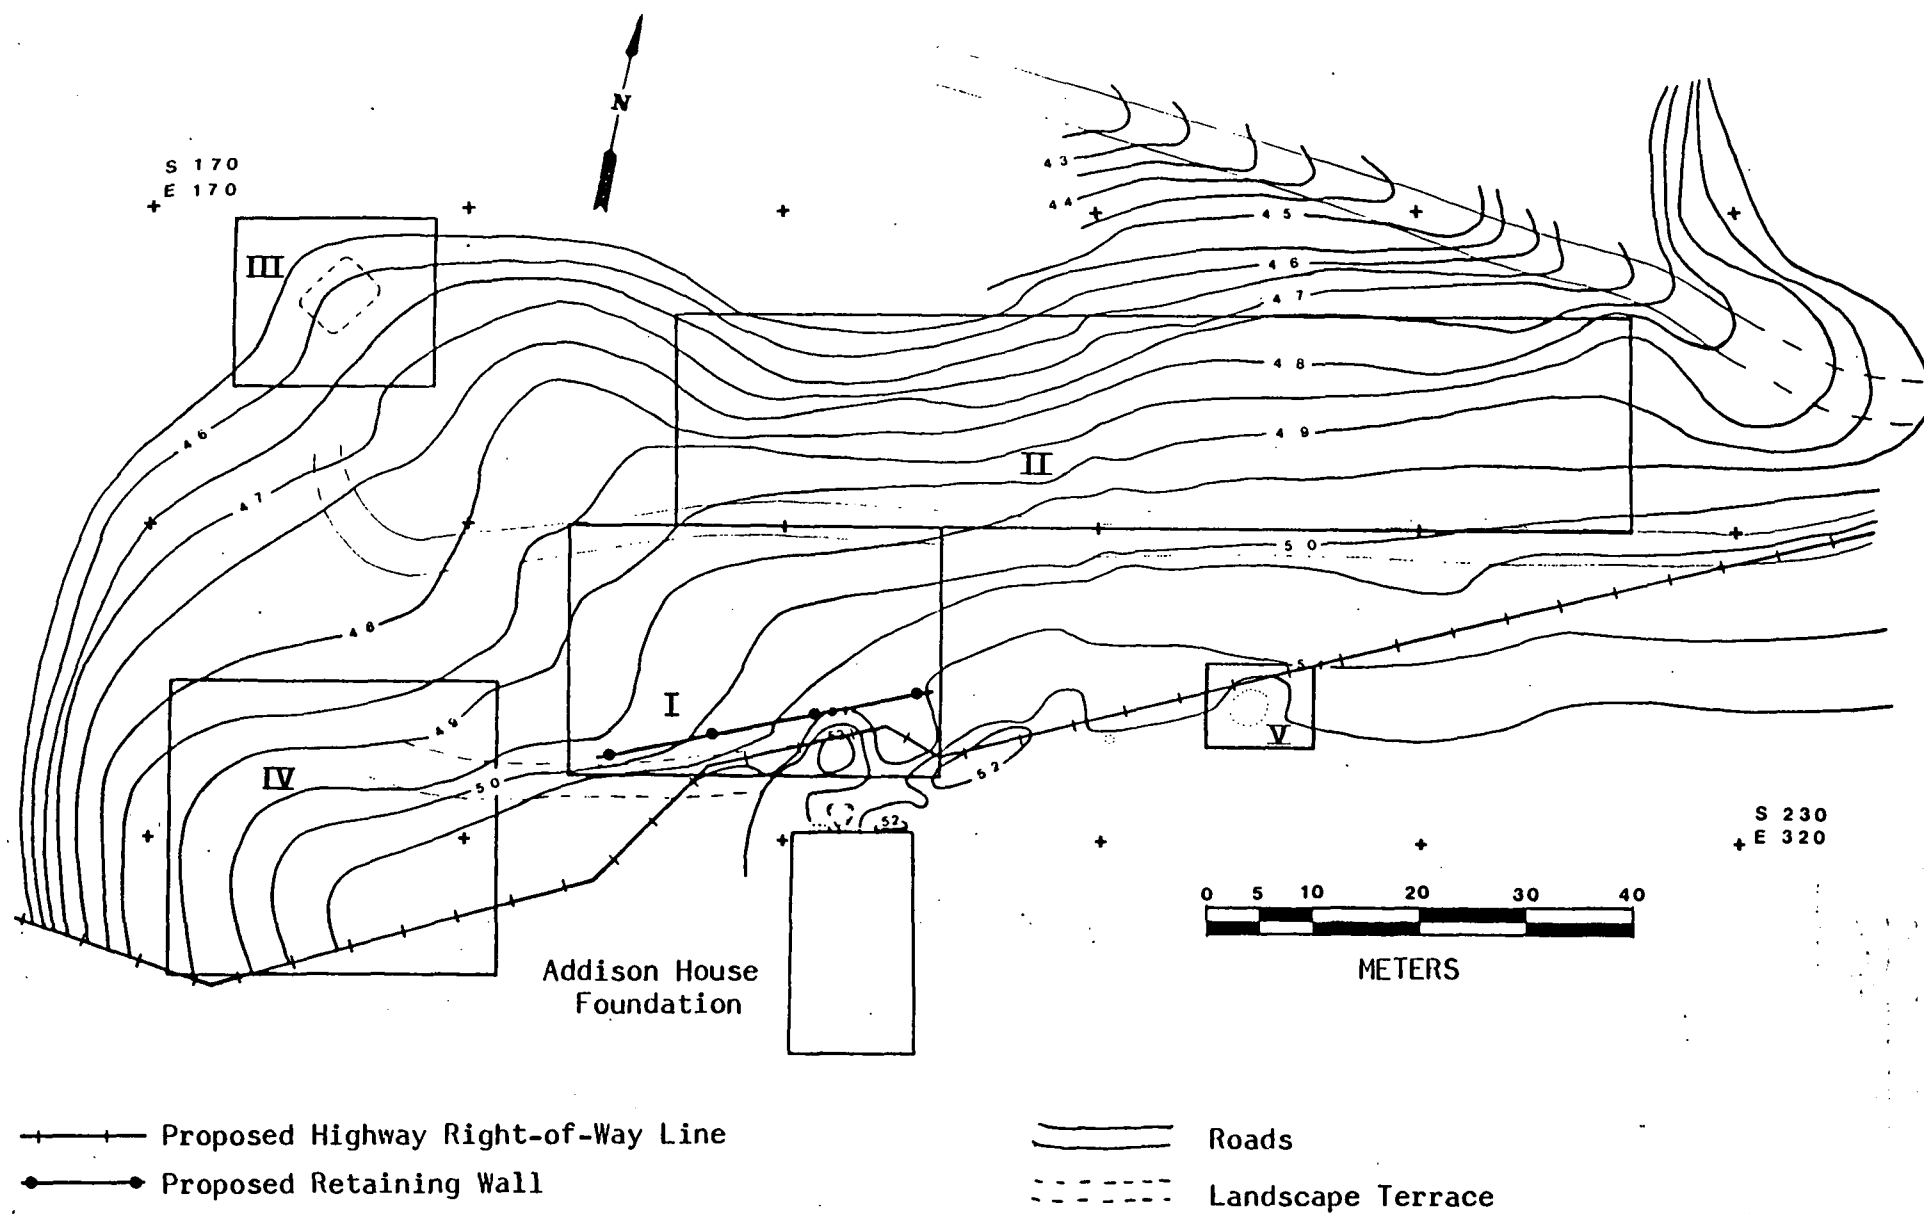 N
S 170
E 170
43
44
45
46
47
III
48
46
49
II
47
50
48
I
51
49
IV
50
52
V
52
52
S 230
E 320
0 5 10 20 30 40
METERS
Addison House
Foundation
Proposed Highway Right-of-Way Line
Roads
Proposed Retaining Wall
Landscape Terrace